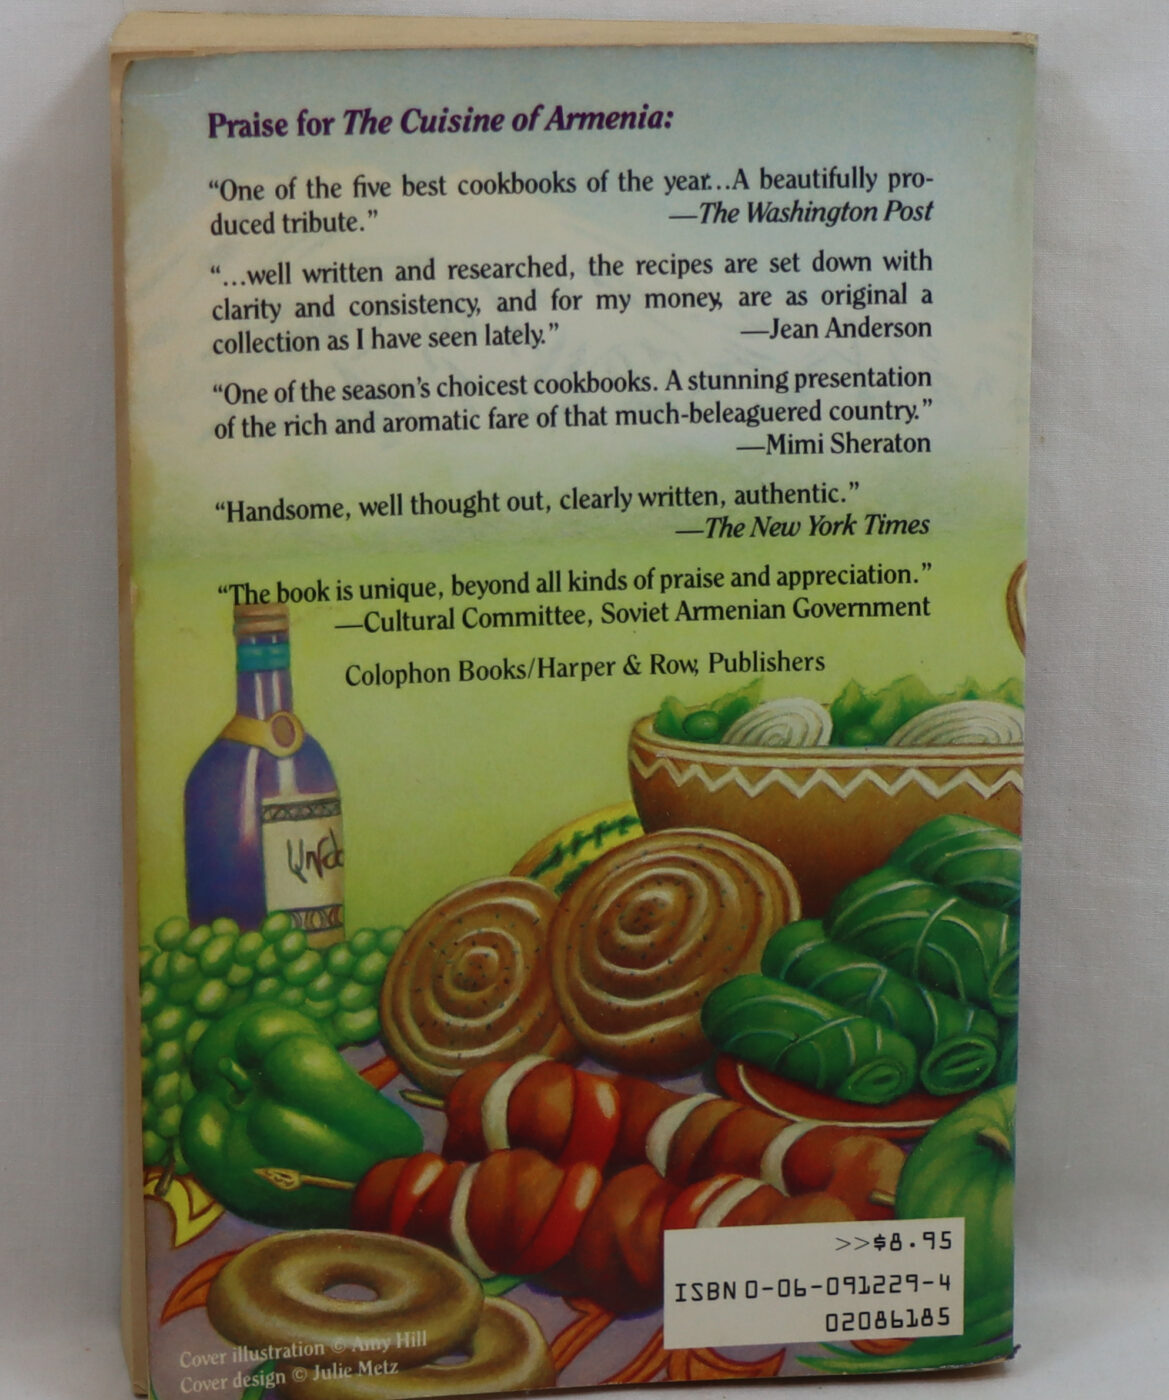 Praise for The Cuisine of Armenia:
“One of the five best cookbooks of the year...A beautifully pro-
duced tribute.” —The Washington Post
“...well written and researched, the recipes are set down with
clarity and consistency, and for my money, are as original a
collection as I have seen lately.” —Jean Anderson
“One of the season’s choicest cookbooks. A stunning presentation
of the rich and aromatic fare of that much-beleaguered country.”
—Mimi Sheraton
“Handsome, well thought out, clearly written, authentic.”
—The New York Times
“The book is unique, beyond all kinds of praise and appreciation.”
—Cultural Committee, Soviet Armenian Government
Colophon Books/Harper & Row, Publishers
>>$8.95
ISBN 0-06-091229-4
02086185
Cover illustration © Amy Hill
Cover design © Julie Metz